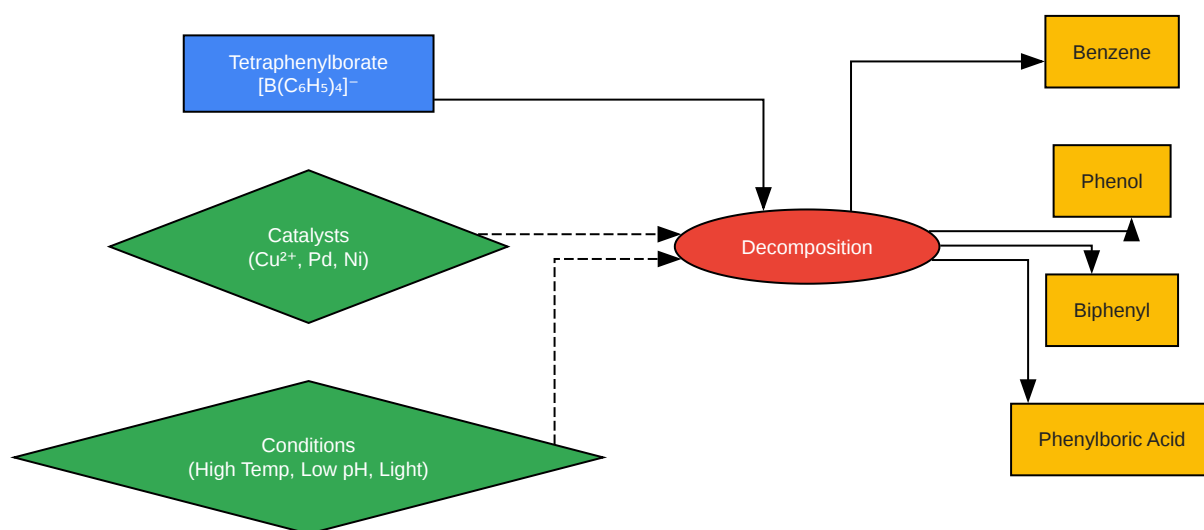 Tetraphenylborate
[B(C₆H₅)₄]⁻
Catalysts
(Cu²⁺, Pd, Ni)
Conditions
(High Temp, Low pH, Light)
Decomposition
Benzene
Phenol
Biphenyl
Phenylboric Acid